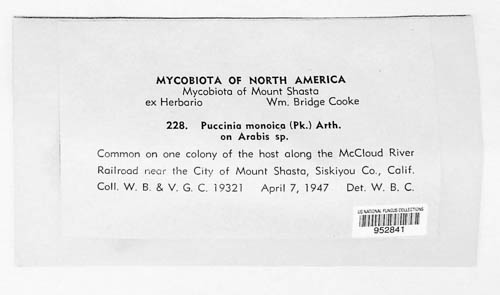 MYCOBIOTA OF NORTH AMERICA
Mycobiota of Mount Shasta
ex Herbario Wm. Bridge Cooke
228. Puccinia monoica (Pk.) Arth.
on Arabis sp.
Common on one colony of the host along the McCloud River
Railroad near the City of Mount Shasta, Siskiyou Co., Calif.
Coll. W. B. & V. G. C. 19321 April 7, 1947 Det. W. B. C.
US NATIONAL FUNGUS COLLECTIONS
952841